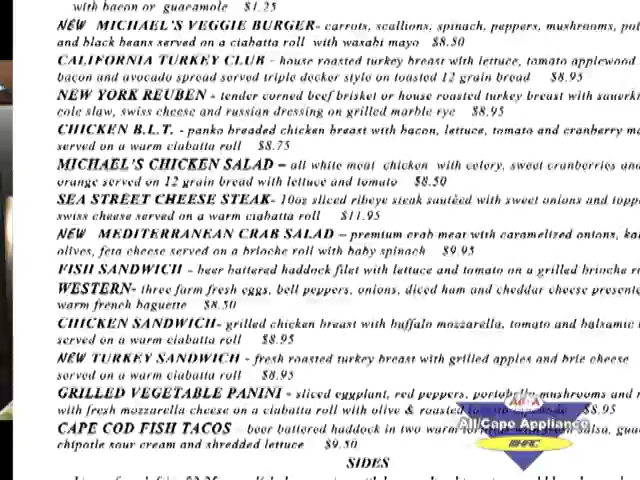 with bacon or guacamole $1.25
NEW MICHAEL'S VEGGIE BURGER- carrots, scallions, spinach, peppers, mushrooms, pot
and black beans served on a ciabatta roll with wasabi mayo $8.50
CALIFORNIA TURKEY CLUB - house roasted turkey breast with lettuce, tomato applewood
bacon and avocado spread served triple decker style on toasted 12 grain bread $8.95
NEW YORK REUBEN - tender corned beef brisket or house roasted turkey breast with sauerkr
cole slaw, swiss cheese and russian dressing on grilled marble rye $8.95
CHICKEN B.L.T. - panko breaded chicken breast with bacon, lettuce, tomato and cranberry ma
served on a warm ciabatta roll $8.75
MICHAEL'S CHICKEN SALAD – all white meat chicken with celery, sweet cranberries and
orange served on 12 grain bread with lettuce and tomato $8.50
SEA STREET CHEESE STEAK- 10oz sliced ribeye steak sautéed with sweet onions and toppe
swiss cheese served on a warm ciabatta roll $11.95
NEW MEDITERRANEAN CRAB SALAD – premium crab meat with caramelized onions, kal
olives, feta cheese served on a brioche roll with baby spinach $9.95
FISH SANDWICH - beer battered haddock filet with lettuce and tomato on a grilled brioche r
WESTERN- three farm fresh eggs, bell peppers, onions, diced ham and cheddar cheese presente
warm french baguette $8.50
CHICKEN SANDWICH- grilled chicken breast with buffalo mozzarella, tomato and balsamic
served on a warm ciabatta roll $8.95
NEW TURKEY SANDWICH - fresh roasted turkey breast with grilled apples and brie cheese
served on a warm ciabatta roll $8.95
GRILLED VEGETABLE PANINI - sliced eggplant, red peppers, portobello mushrooms and r
with fresh mozzarella cheese on a ciabatta roll with olive & roasted $8.95
CAPE COD FISH TACOS - beer battered haddock in two warm salsa, guac
chipotle sour cream and shredded lettuce $9.50
SIDES
All Cape Appliance